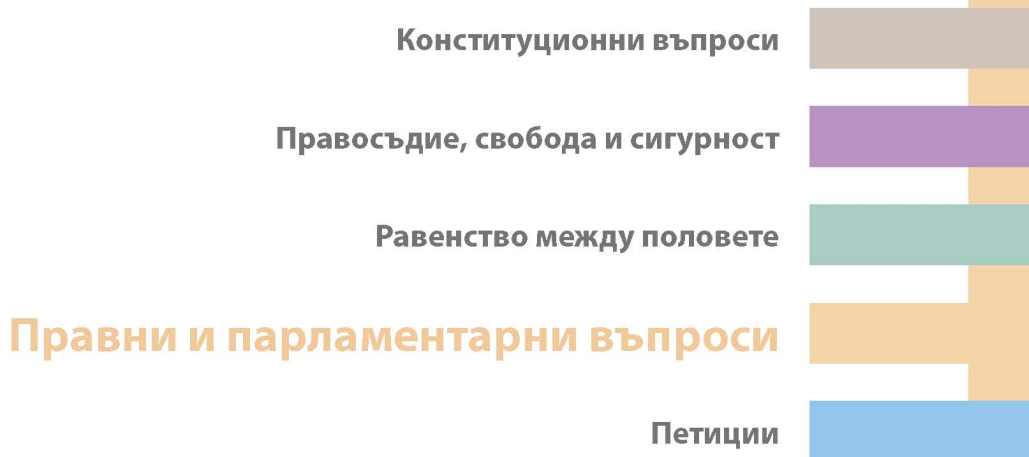 Конституционни въпроси
Правосъдие, свобода и сигурност
Равенство между половете
Правни и парламентарни въпроси
Петиции